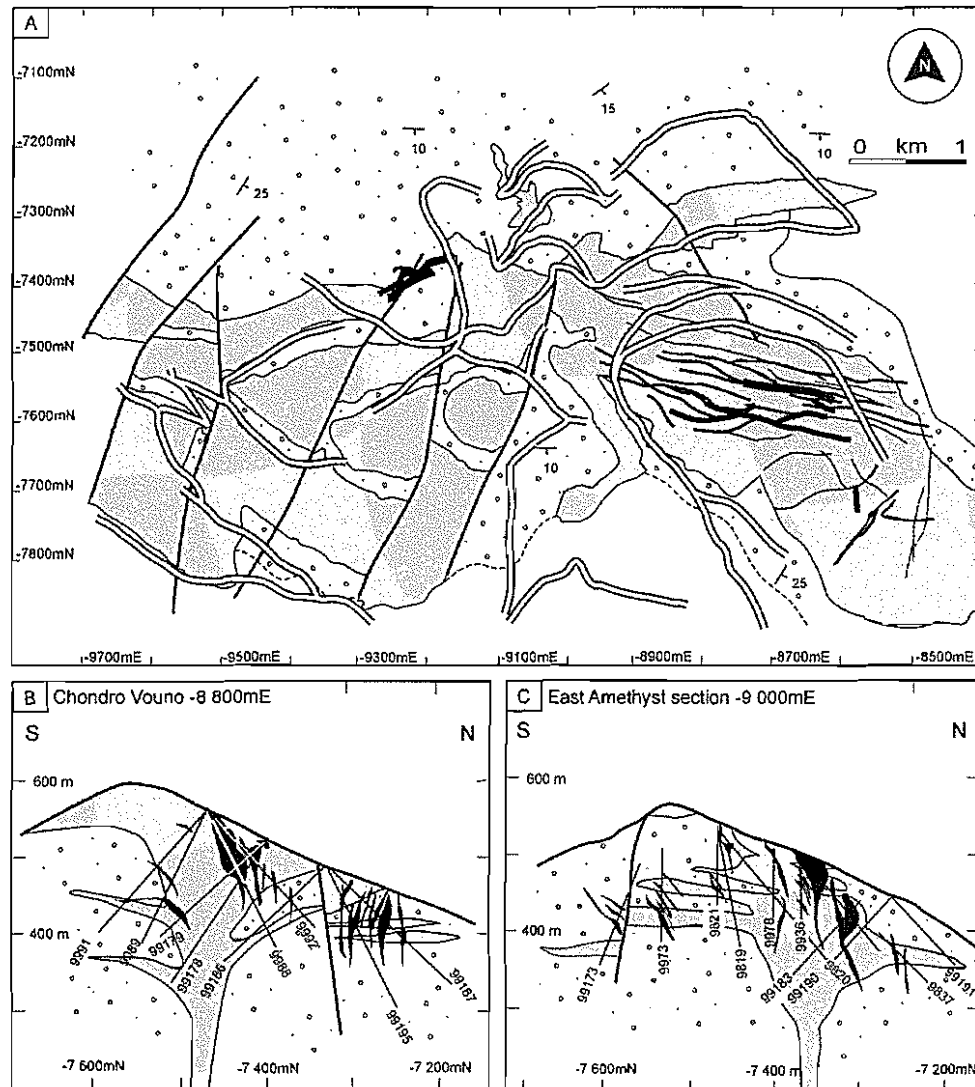 A
N
0 km 1
-7100mN
-7200mN
-7300mN
-7400mN
-7500mN
-7600mN
-7700mN
-7800mN
15
10
10
25
10
25
-9700mE
-9500mE
-9300mE
-9100mE
-8900mE
-8700mE
-8500mE
B Chondro Vouno -8 800mE
S
N
600 m
400 m
9991
9989
99179
99178
99186
9988
9992
99195
99187
-7 600mN
-7 400mN
-7 200mN
C East Amethyst section -9 000mE
S
N
600 m
400 m
99173
9973
9821
9819
9978
9936
99183
99190
9920
9837
99191
-7 600mN
-7 400 m
-7 200mN